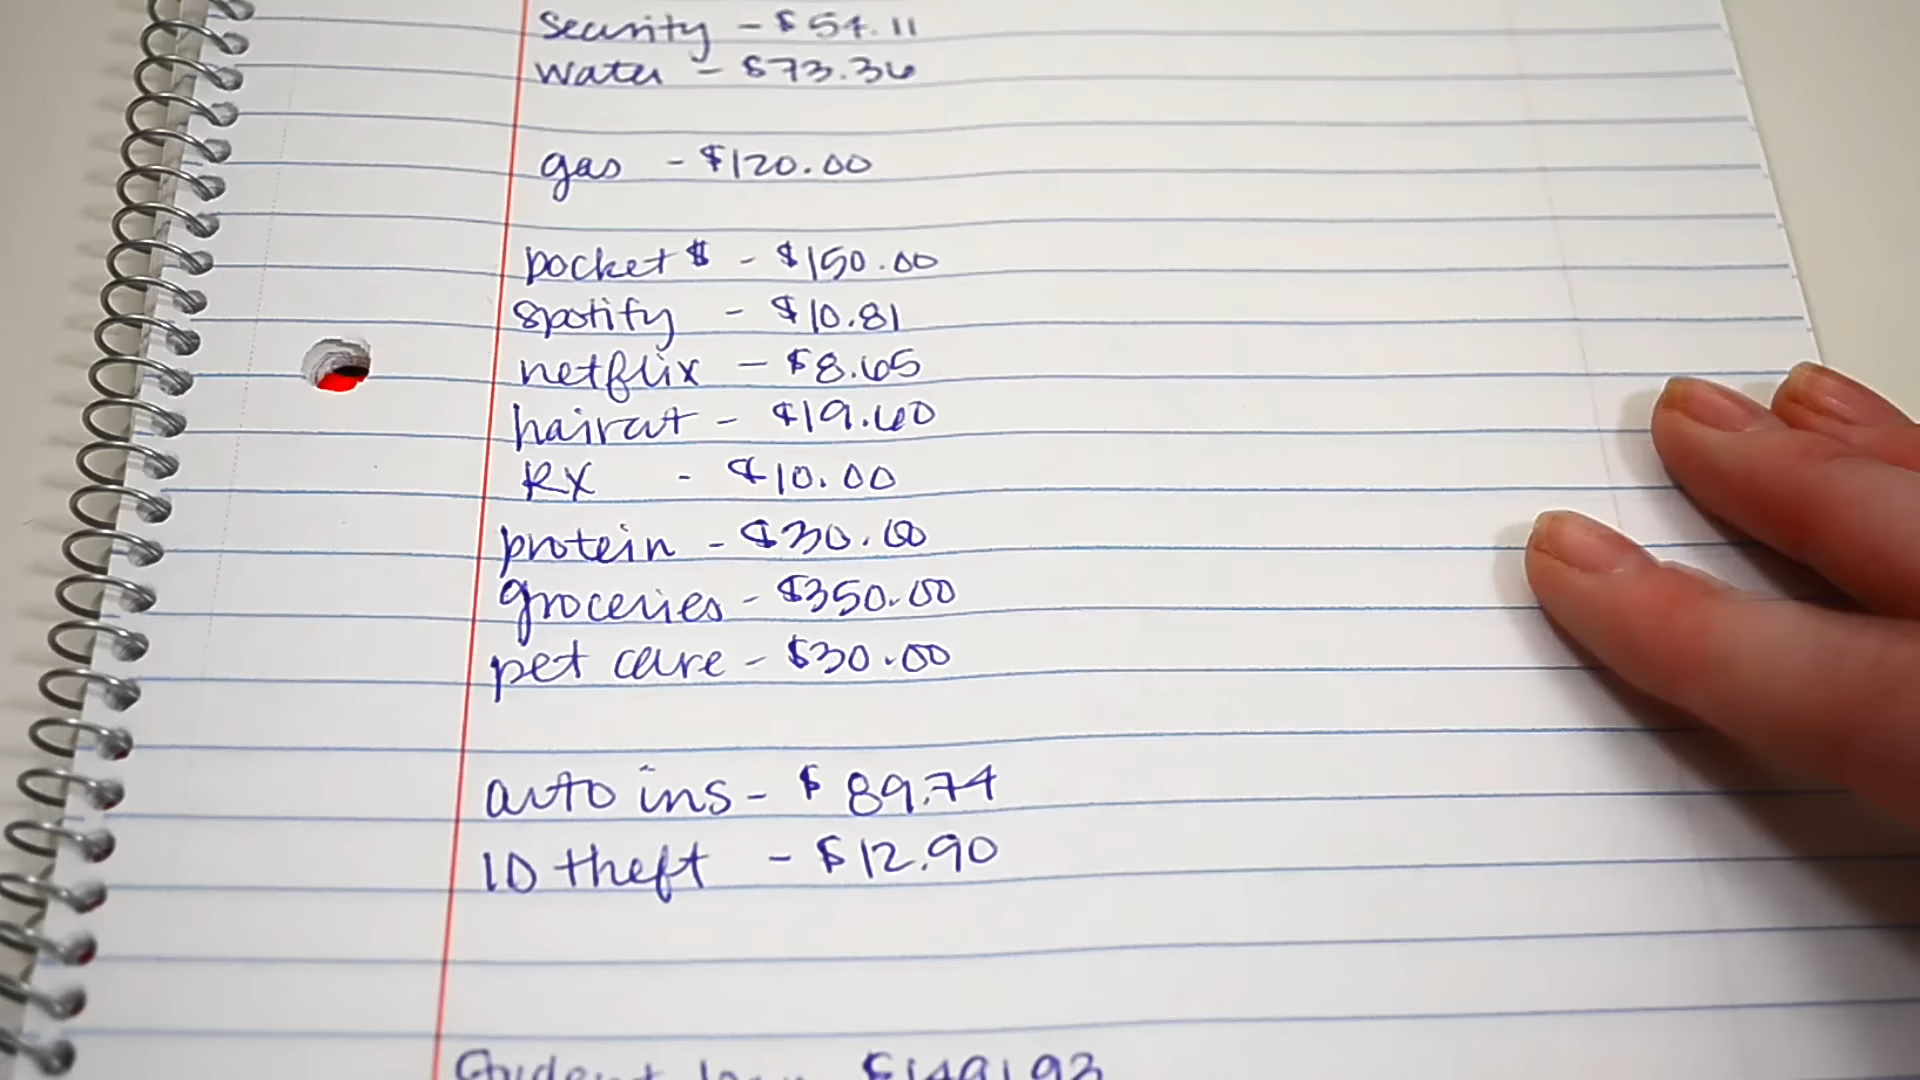 Security - $54.11
Water - $73.36
gas - $120.00
pocket $ - $150.00
spotify - $10.81
netflix - $8.65
haircut - $19.60
RX - $10.00
protein - $30.00
groceries - $350.00
pet care - $30.00
auto ins - $89.74
ID theft - $12.90
Student loan